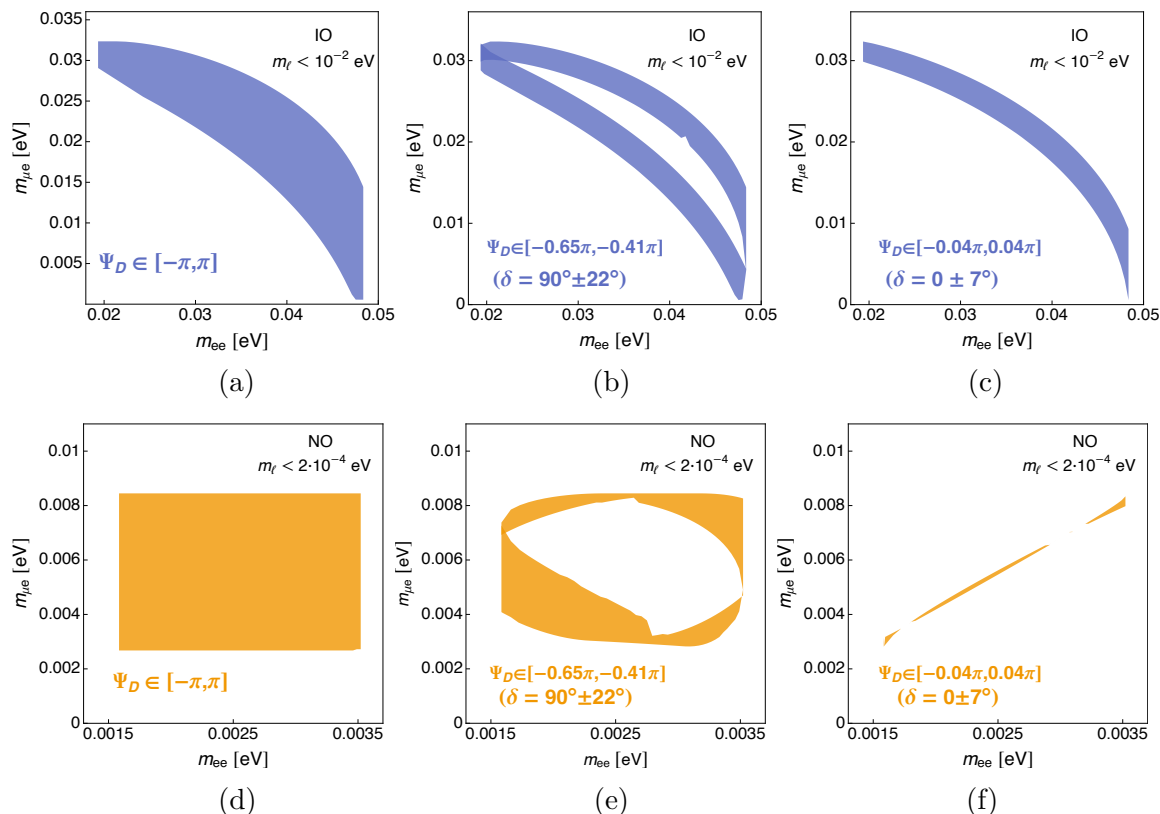 0.035
0.03
0.025
0.02
0.015
0.01
0.005
m_μe [eV]
IO
m_ℓ < 10⁻² eV
Ψ_D ∈ [−π,π]
0.02 0.03 0.04 0.05
m_ee [eV]
(a)
0.03
0.02
0.01
0
m_μe [eV]
IO
m_ℓ < 10⁻² eV
Ψ_D∈[−0.65π,−0.41π]
(δ = 90°±22°)
0.02 0.03 0.04 0.05
m_ee [eV]
(b)
0.03
0.02
0.01
0
m_μe [eV]
IO
m_ℓ < 10⁻² eV
Ψ_D∈[−0.04π,0.04π]
(δ = 0 ± 7°)
0.02 0.03 0.04 0.05
m_ee [eV]
(c)
0.01
0.008
0.006
0.004
0.002
0
m_μe [eV]
NO
m_ℓ < 2·10⁻⁴ eV
Ψ_D ∈ [−π,π]
0.0015 0.0025 0.0035
m_ee [eV]
(d)
0.01
0.008
0.006
0.004
0.002
0
m_μe [eV]
NO
m_ℓ < 2·10⁻⁴ eV
Ψ_D∈[−0.65π,−0.41π]
(δ = 90°±22°)
0.0015 0.0025 0.0035
m_ee [eV]
(e)
0.01
0.008
0.006
0.004
0.002
0
m_μe [eV]
NO
m_ℓ < 2·10⁻⁴ eV
Ψ_D∈[−0.04π,0.04π]
(δ = 0±7°)
0.0015 0.0025 0.0035
m_ee [eV]
(f)